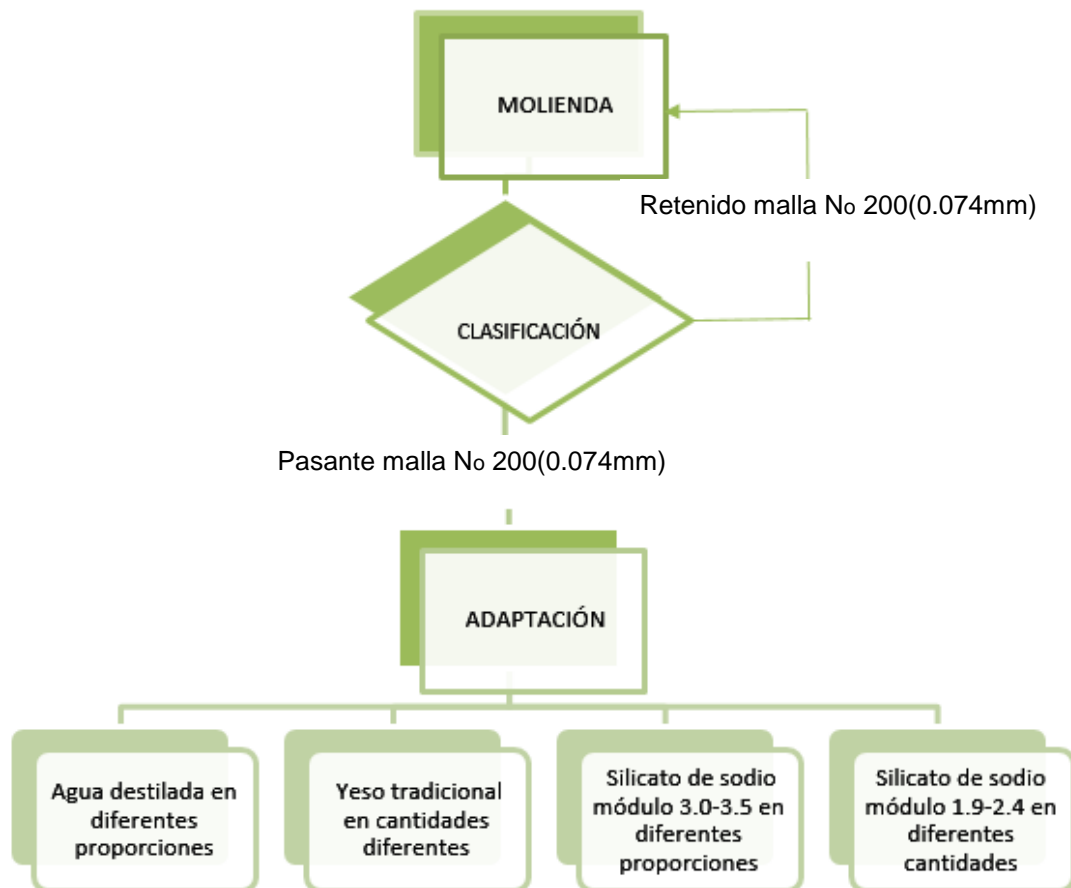 MOLIENDA
Retenido malla No 200(0.074mm)
CLASIFICACIÓN
Pasante malla No 200(0.074mm)
ADAPTACIÓN
Agua destilada en
diferentes
proporciones
Yeso tradicional
en cantidades
diferentes
Silicato de sodio
módulo 3.0-3.5 en
diferentes
proporciones
Silicato de sodio
módulo 1.9-2.4 en
diferentes
cantidades